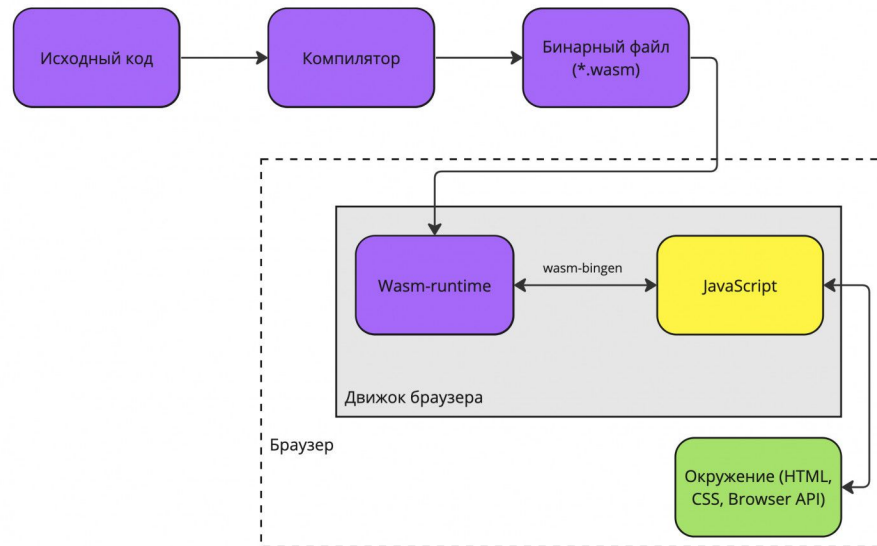 Исходный код
Компилятор
Бинарный файл
(*.wasm)
Wasm-runtime
wasm-bingen
JavaScript
Движок браузера
Браузер
Окружение (HTML,
CSS, Browser API)